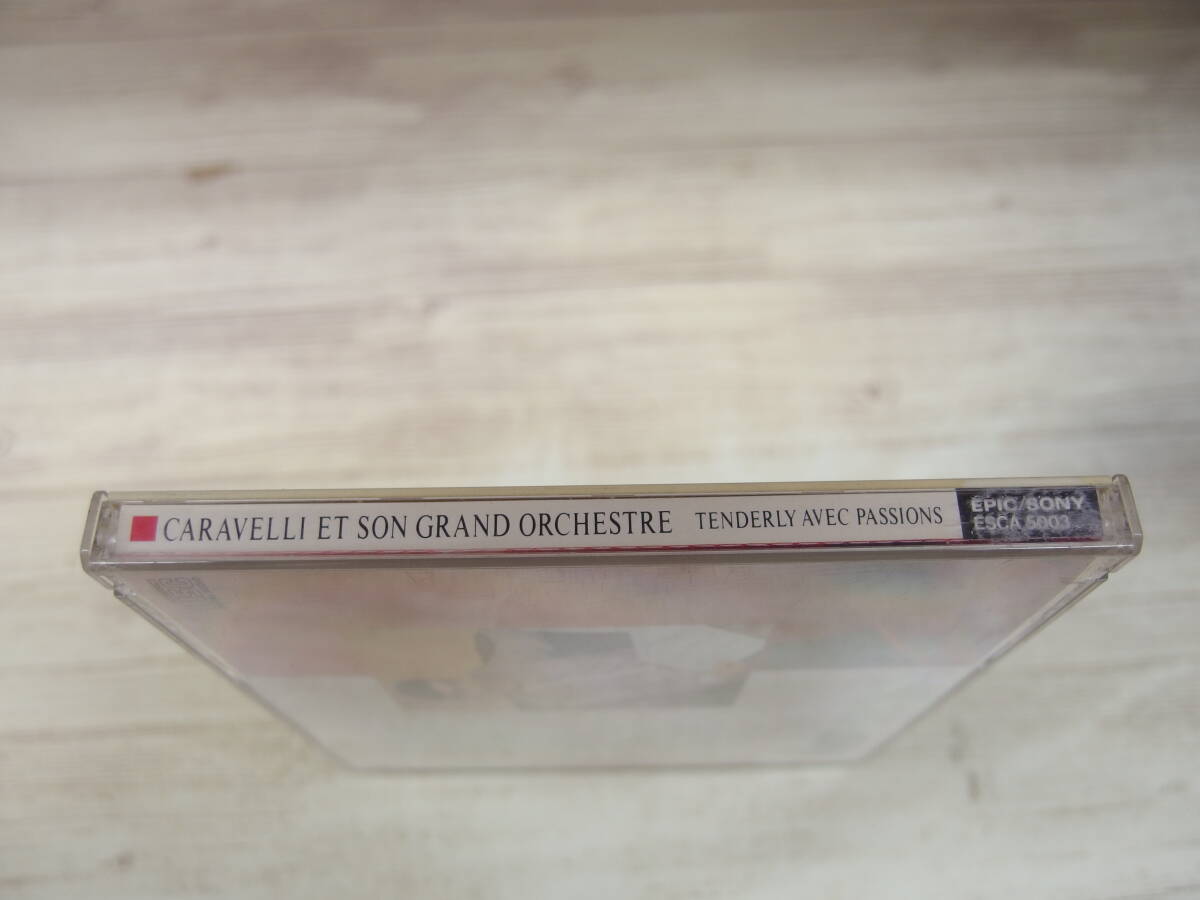 CARAVELLI ET SON GRAND ORCHESTRE TENDERLY AVEC PASSIONS
EPIC/SONY
ESCA 5003